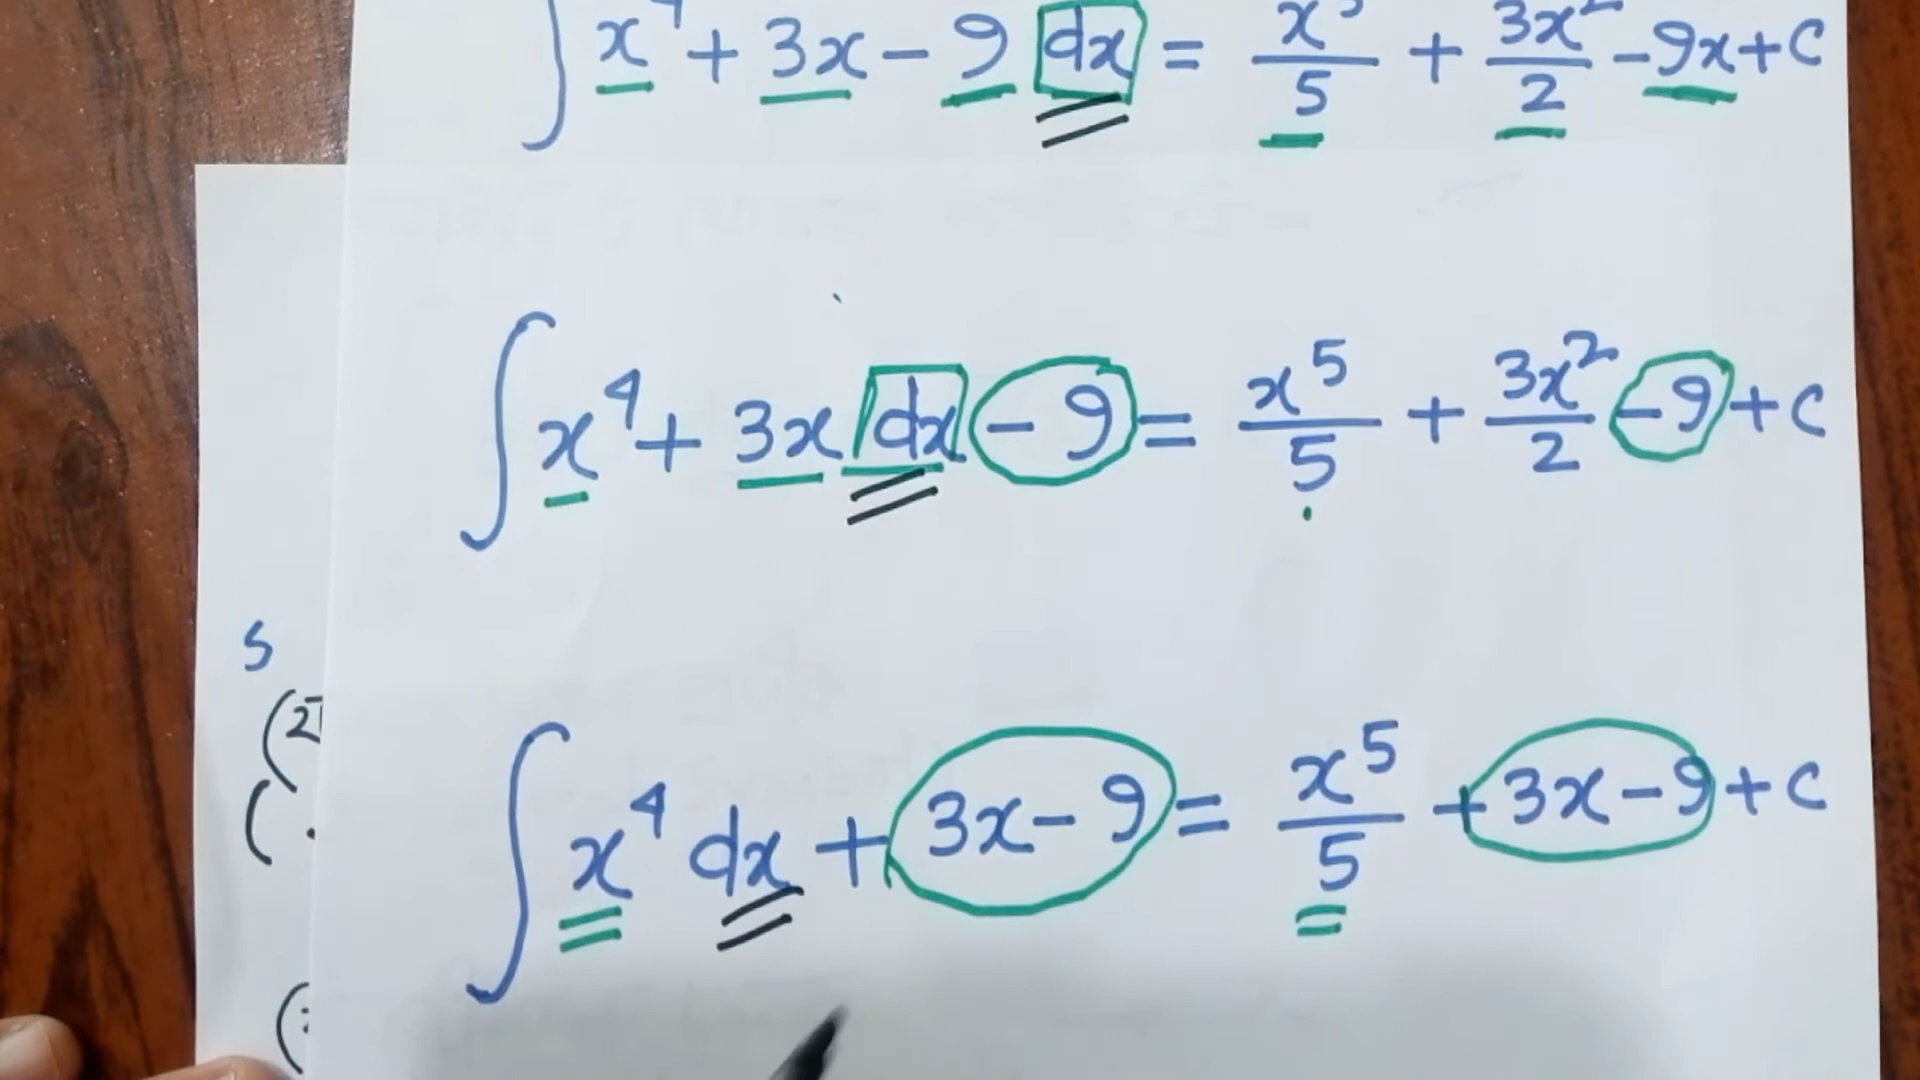 ∫ x⁴ + 3x - 9 dx = x⁵/5 + 3x²/2 - 9x + c
∫ x⁴ + 3x dx - 9 = x⁵/5 + 3x²/2 - 9 + c
s
(2
(.
∫ x⁴ dx + 3x - 9 = x⁵/5 + 3x - 9 + c
(